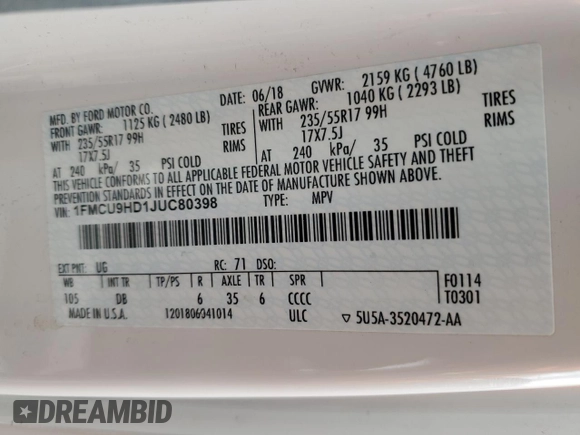 MFD. BY FORD MOTOR CO.
DATE: 06/18 GVWR: 2159 KG ( 4760 LB)
FRONT GAWR: 1125 KG ( 2480 LB) REAR GAWR: 1040 KG ( 2293 LB)
WITH 235/55R17 99H TIRES WITH 235/55R17 99H TIRES
17X7.5J RIMS 17X7.5J RIMS
AT 240 kPa/ 35 PSI COLD AT 240 kPa/ 35 PSI COLD
THIS VEHICLE CONFORMS TO ALL APPLICABLE FEDERAL MOTOR VEHICLE SAFETY AND THEFT
PREVENTION STANDARDS IN EFFECT ON THE DATE OF MANUFACTURE SHOWN ABOVE.
VIN: 1FMCU9HD1JUC80398 TYPE: MPV
EXT PNT: UG RC: 71 DSO:
WB INT TR TP/PS R AXLE TR SPR
105 DB 6 35 6 CCCC
F0114
T0301
MADE IN U.S.A. 1201806041014 ULC ▽ 5U5A-3520472-AA
DREAMBID